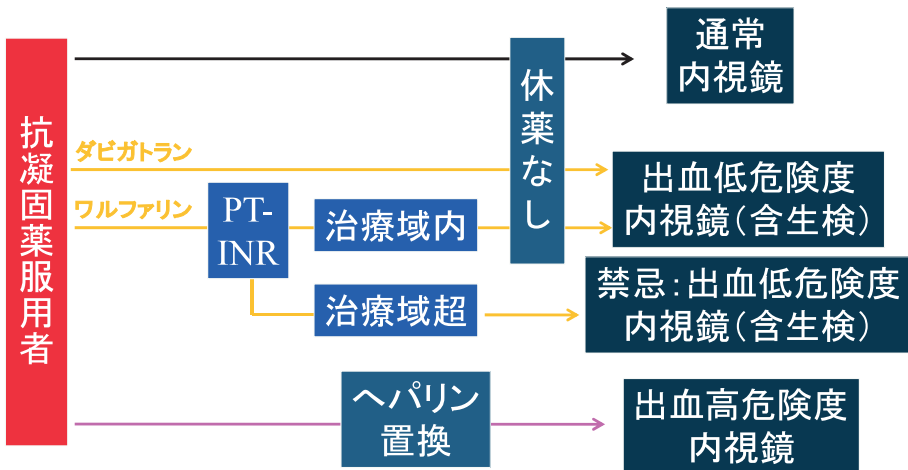 抗凝固薬服用者
通常
内視鏡
休薬なし
ダビガトラン
出血低危険度
内視鏡（含生検）
ワルファリン
PT-
INR
治療域内
治療域超
禁忌：出血低危険度
内視鏡（含生検）
ヘパリン
置換
出血高危険度
内視鏡